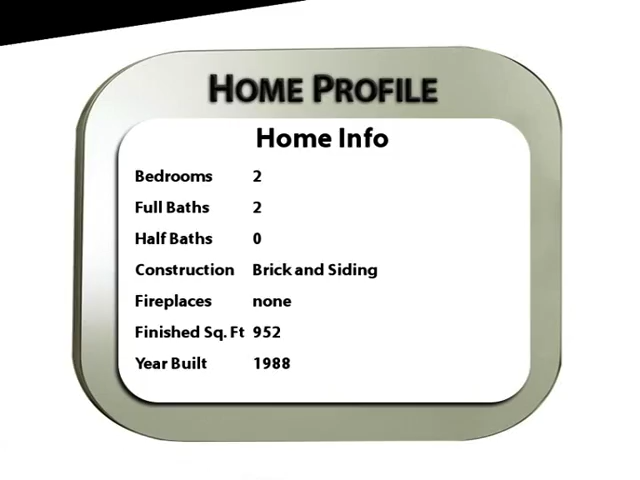 HOME PROFILE
Home Info
Bedrooms 2
Full Baths 2
Half Baths 0
Construction Brick and Siding
Fireplaces none
Finished Sq. Ft 952
Year Built 1988